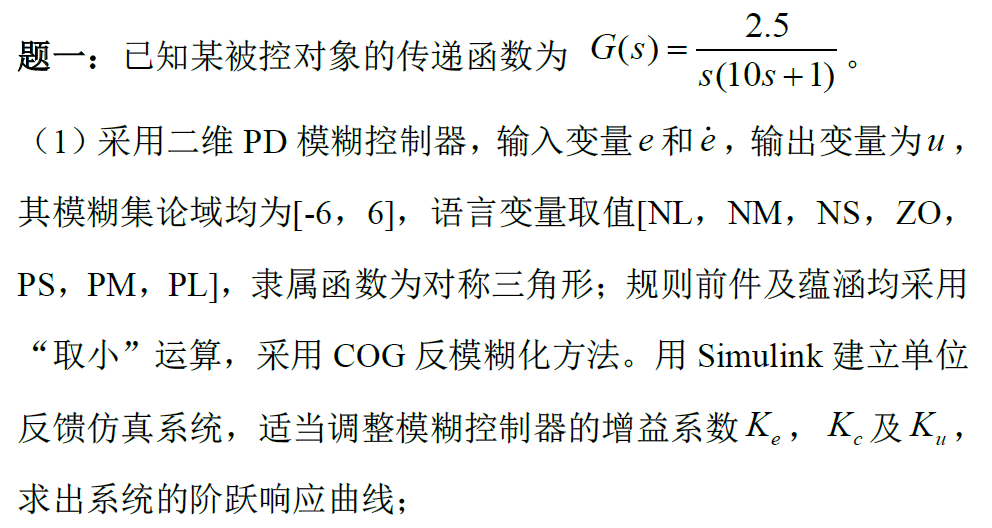 题一：已知某被控对象的传递函数为 G(s) = 2.5 / s(10s + 1) 。
（1）采用二维 PD 模糊控制器，输入变量 e 和 ė，输出变量为 u，
其模糊集论域均为[-6，6]，语言变量取值[NL，NM，NS，ZO，
PS，PM，PL]，隶属函数为对称三角形；规则前件及蕴涵均采用
“取小”运算，采用 COG 反模糊化方法。用 Simulink 建立单位
反馈仿真系统，适当调整模糊控制器的增益系数 Ke，Kc 及 Ku，
求出系统的阶跃响应曲线；